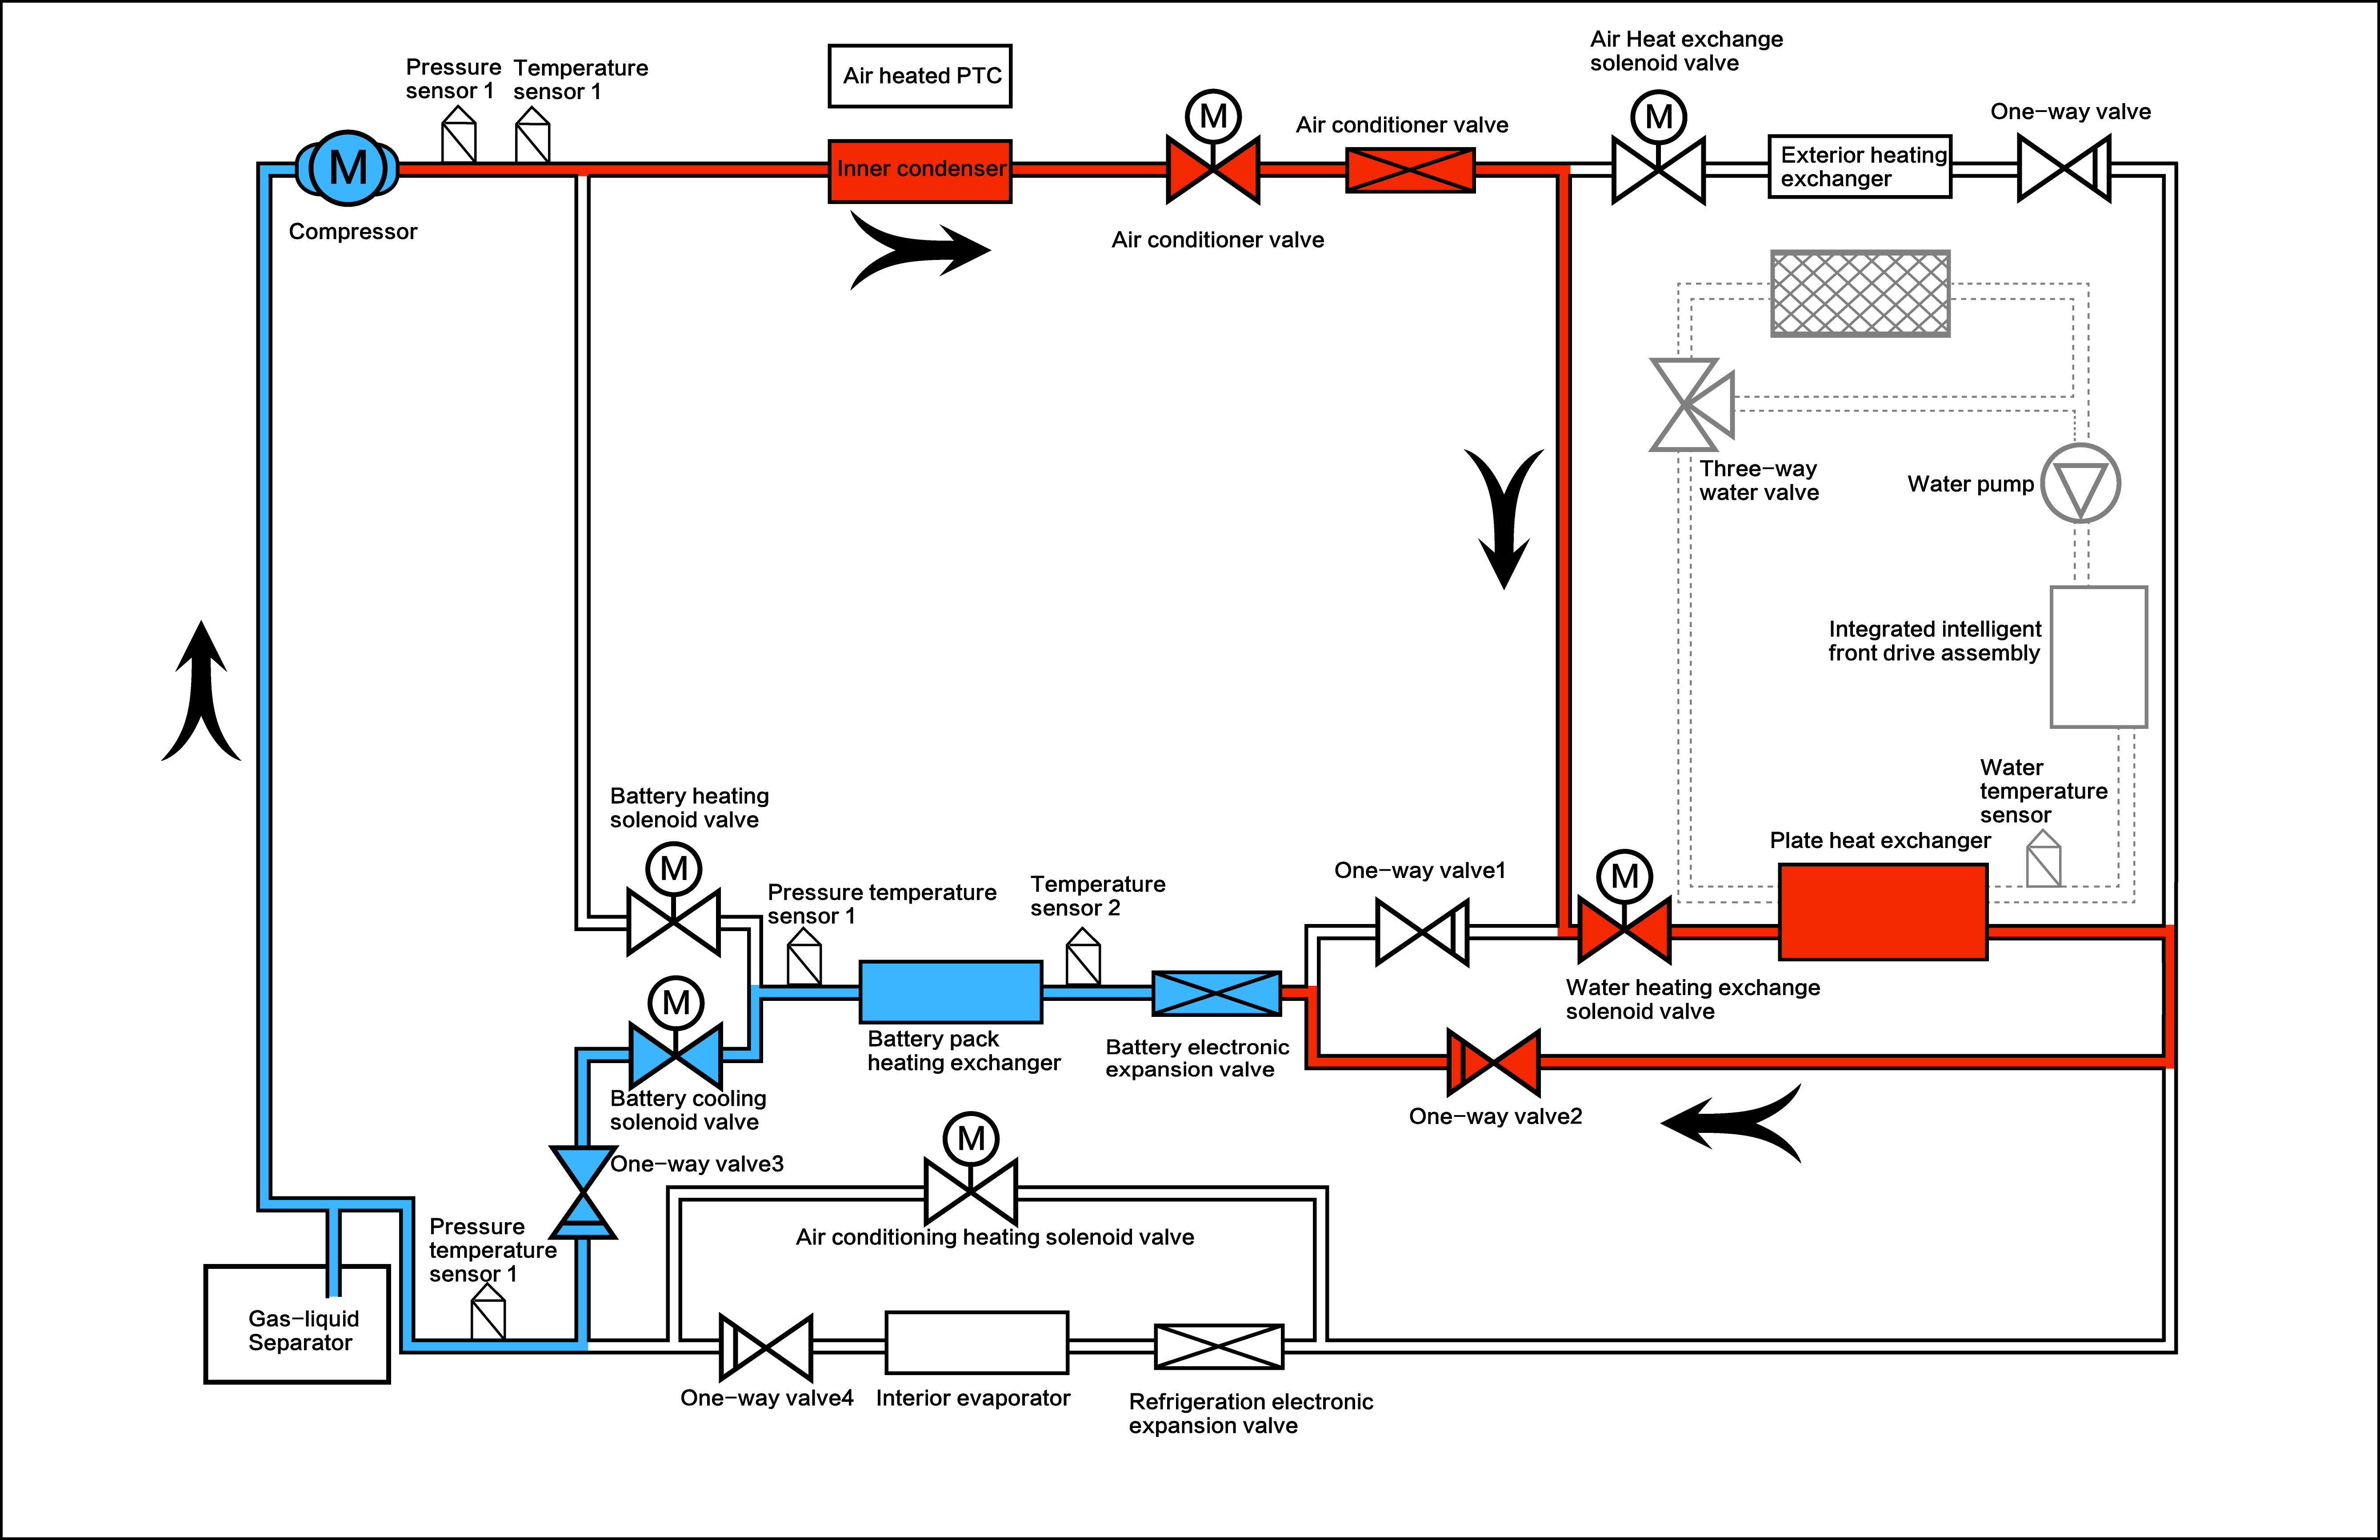 Air Heat exchange
solenoid valve
Pressure
sensor 1
Temperature
sensor 1
Air heated PTC
M
Air conditioner valve
M
One-way valve
M
Inner condenser
Exterior heating
exchanger
Compressor
Air conditioner valve
Three-way
water valve
Water pump
Integrated intelligent
front drive assembly
Water
temperature
sensor
Battery heating
solenoid valve
M
Pressure temperature
sensor 1
Temperature
sensor 2
One-way valve1
M
Plate heat exchanger
Water heating exchange
solenoid valve
M
Battery pack
heating exchanger
Battery electronic
expansion valve
Battery cooling
solenoid valve
One-way valve2
M
One-way valve3
Air conditioning heating solenoid valve
Pressure
temperature
sensor 1
Gas-liquid
Separator
One-way valve4
Interior evaporator
Refrigeration electronic
expansion valve